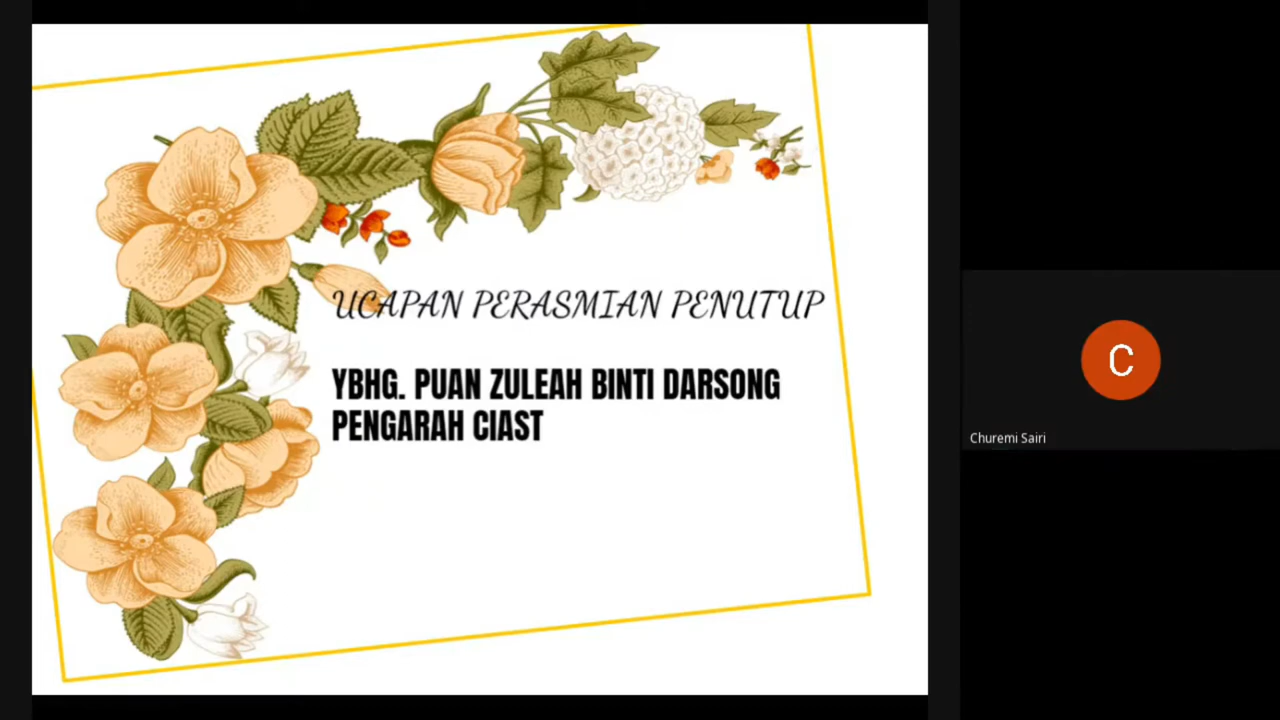 UCAPAN PERASMIAN PENUTUP
YBHG. PUAN ZULEAH BINTI DARSONG
PENGARAH CIAST
C
Churemi Sairi